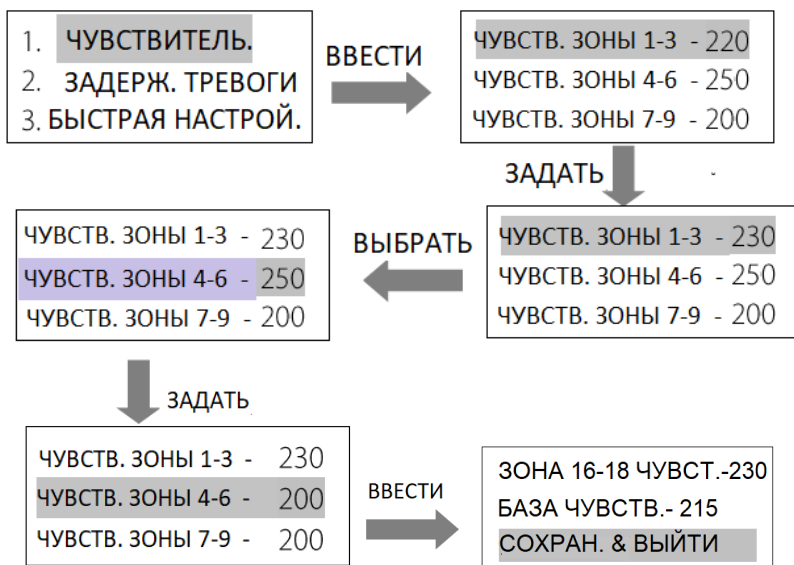 1. ЧУВСТВИТЕЛЬ.
2. ЗАДЕРЖ. ТРЕВОГИ
3. БЫСТРАЯ НАСТРОЙ.
ВВЕСТИ
ЧУВСТВ. ЗОНЫ 1-3 - 220
ЧУВСТВ. ЗОНЫ 4-6 - 250
ЧУВСТВ. ЗОНЫ 7-9 - 200
ЗАДАТЬ
ЧУВСТВ. ЗОНЫ 1-3 - 230
ЧУВСТВ. ЗОНЫ 4-6 - 250
ЧУВСТВ. ЗОНЫ 7-9 - 200
ВЫБРАТЬ
ЧУВСТВ. ЗОНЫ 1-3 - 230
ЧУВСТВ. ЗОНЫ 4-6 - 250
ЧУВСТВ. ЗОНЫ 7-9 - 200
ЗАДАТЬ
ЧУВСТВ. ЗОНЫ 1-3 - 230
ЧУВСТВ. ЗОНЫ 4-6 - 200
ЧУВСТВ. ЗОНЫ 7-9 - 200
ВВЕСТИ
ЗОНА 16-18 ЧУВСТ.-230
БАЗА ЧУВСТВ.- 215
СОХРАН. & ВЫЙТИ